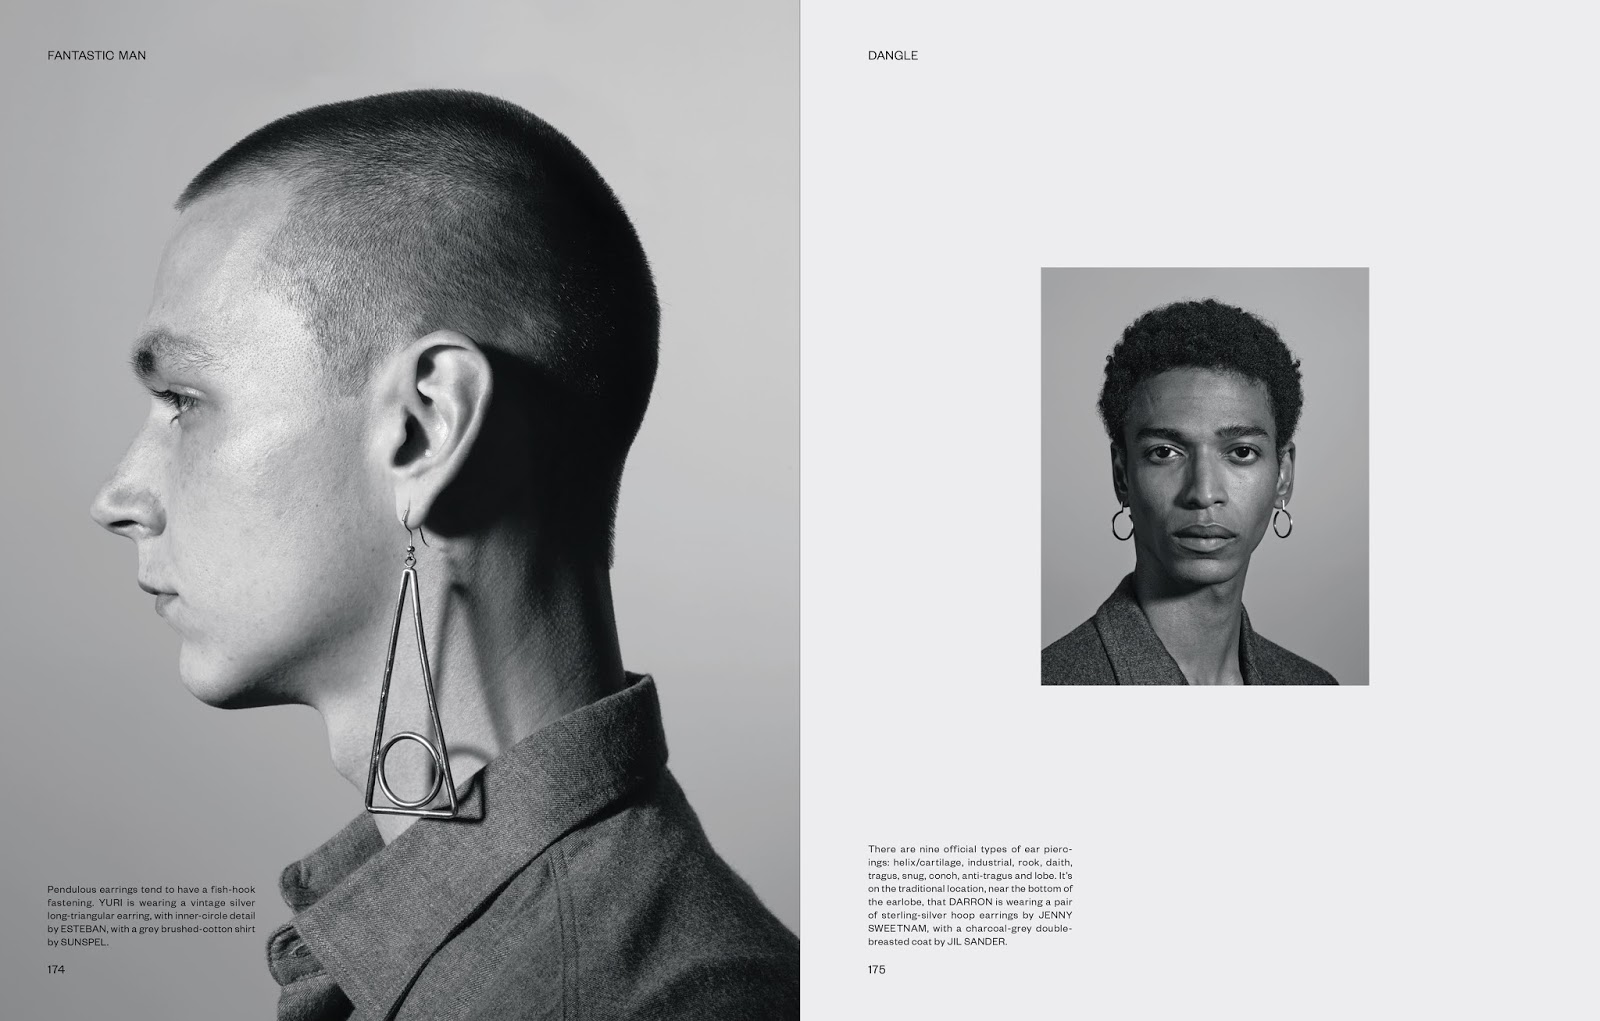 FANTASTIC MAN
Pendulous earrings tend to have a fish-hook
fastening. YURI is wearing a vintage silver
long-triangular earring, with inner-circle detail
by ESTEBAN, with a grey brushed-cotton shirt
by SUNSPEL.
174
DANGLE
There are nine official types of ear pierc-
ings: helix/cartilage, industrial, rook, daith,
tragus, snug, conch, anti-tragus and lobe. It's
on the traditional location, near the bottom of
the earlobe, that DARRON is wearing a pair
of sterling-silver hoop earrings by JENNY
SWEETNAM, with a charcoal-grey double-
breasted coat by JIL SANDER.
175